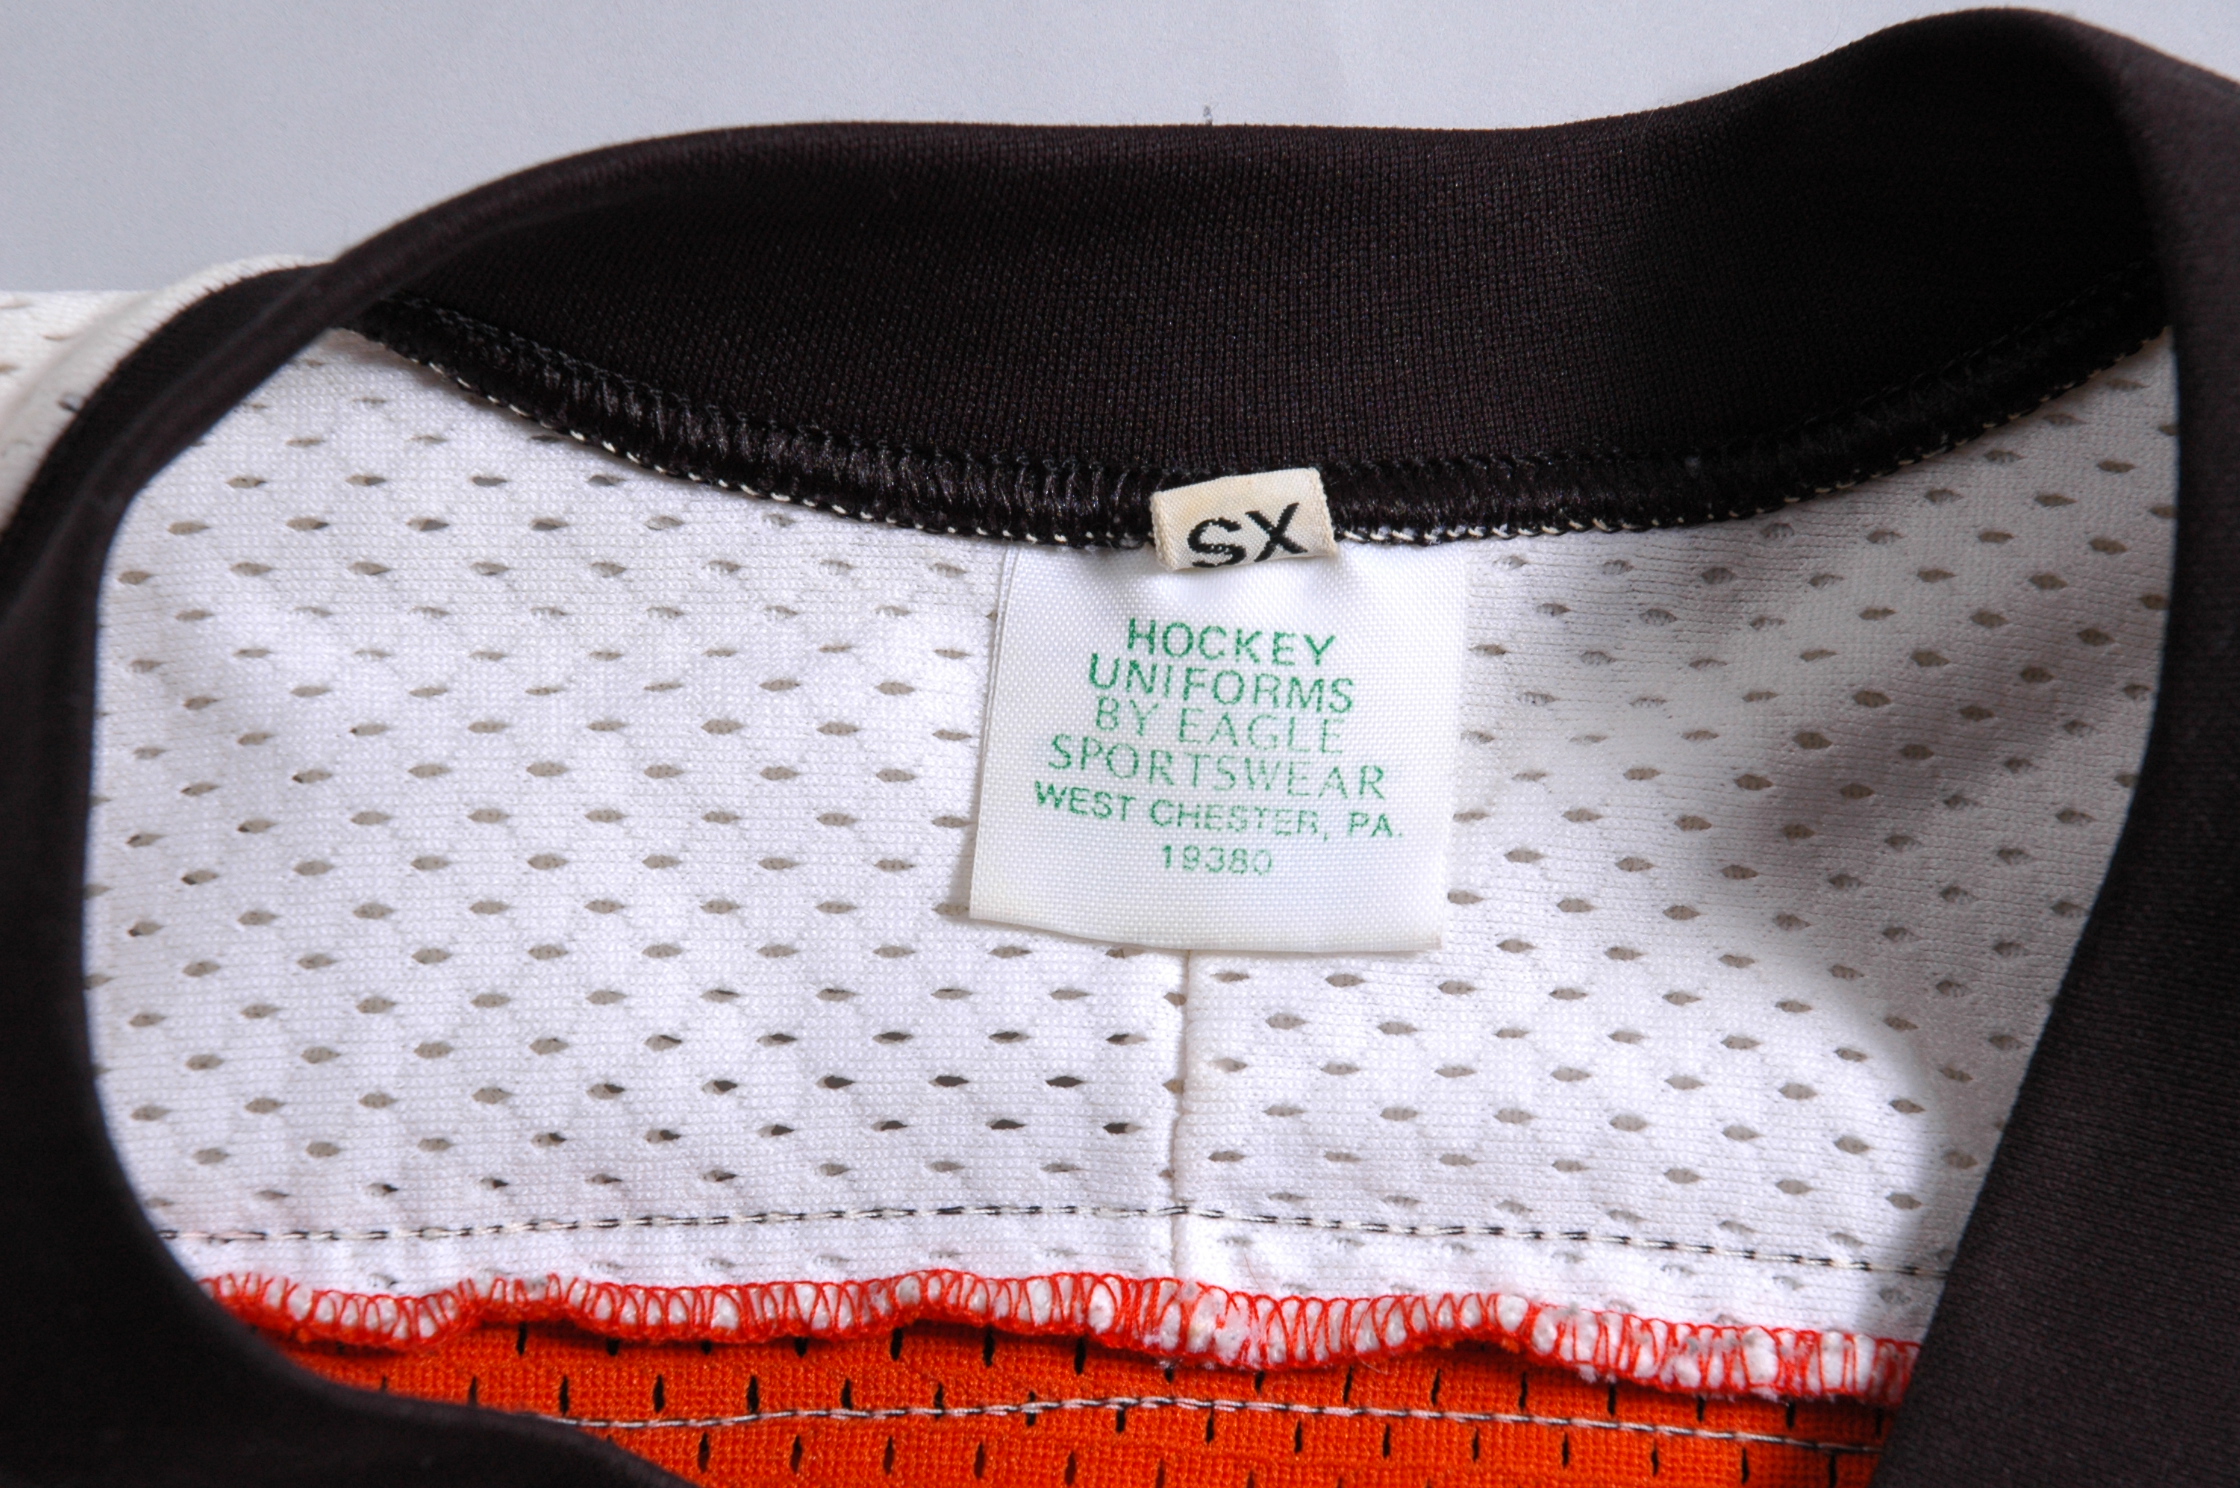 SX
HOCKEY
UNIFORMS
BY EAGLE
SPORTSWEAR
WEST CHESTER, PA.
19380